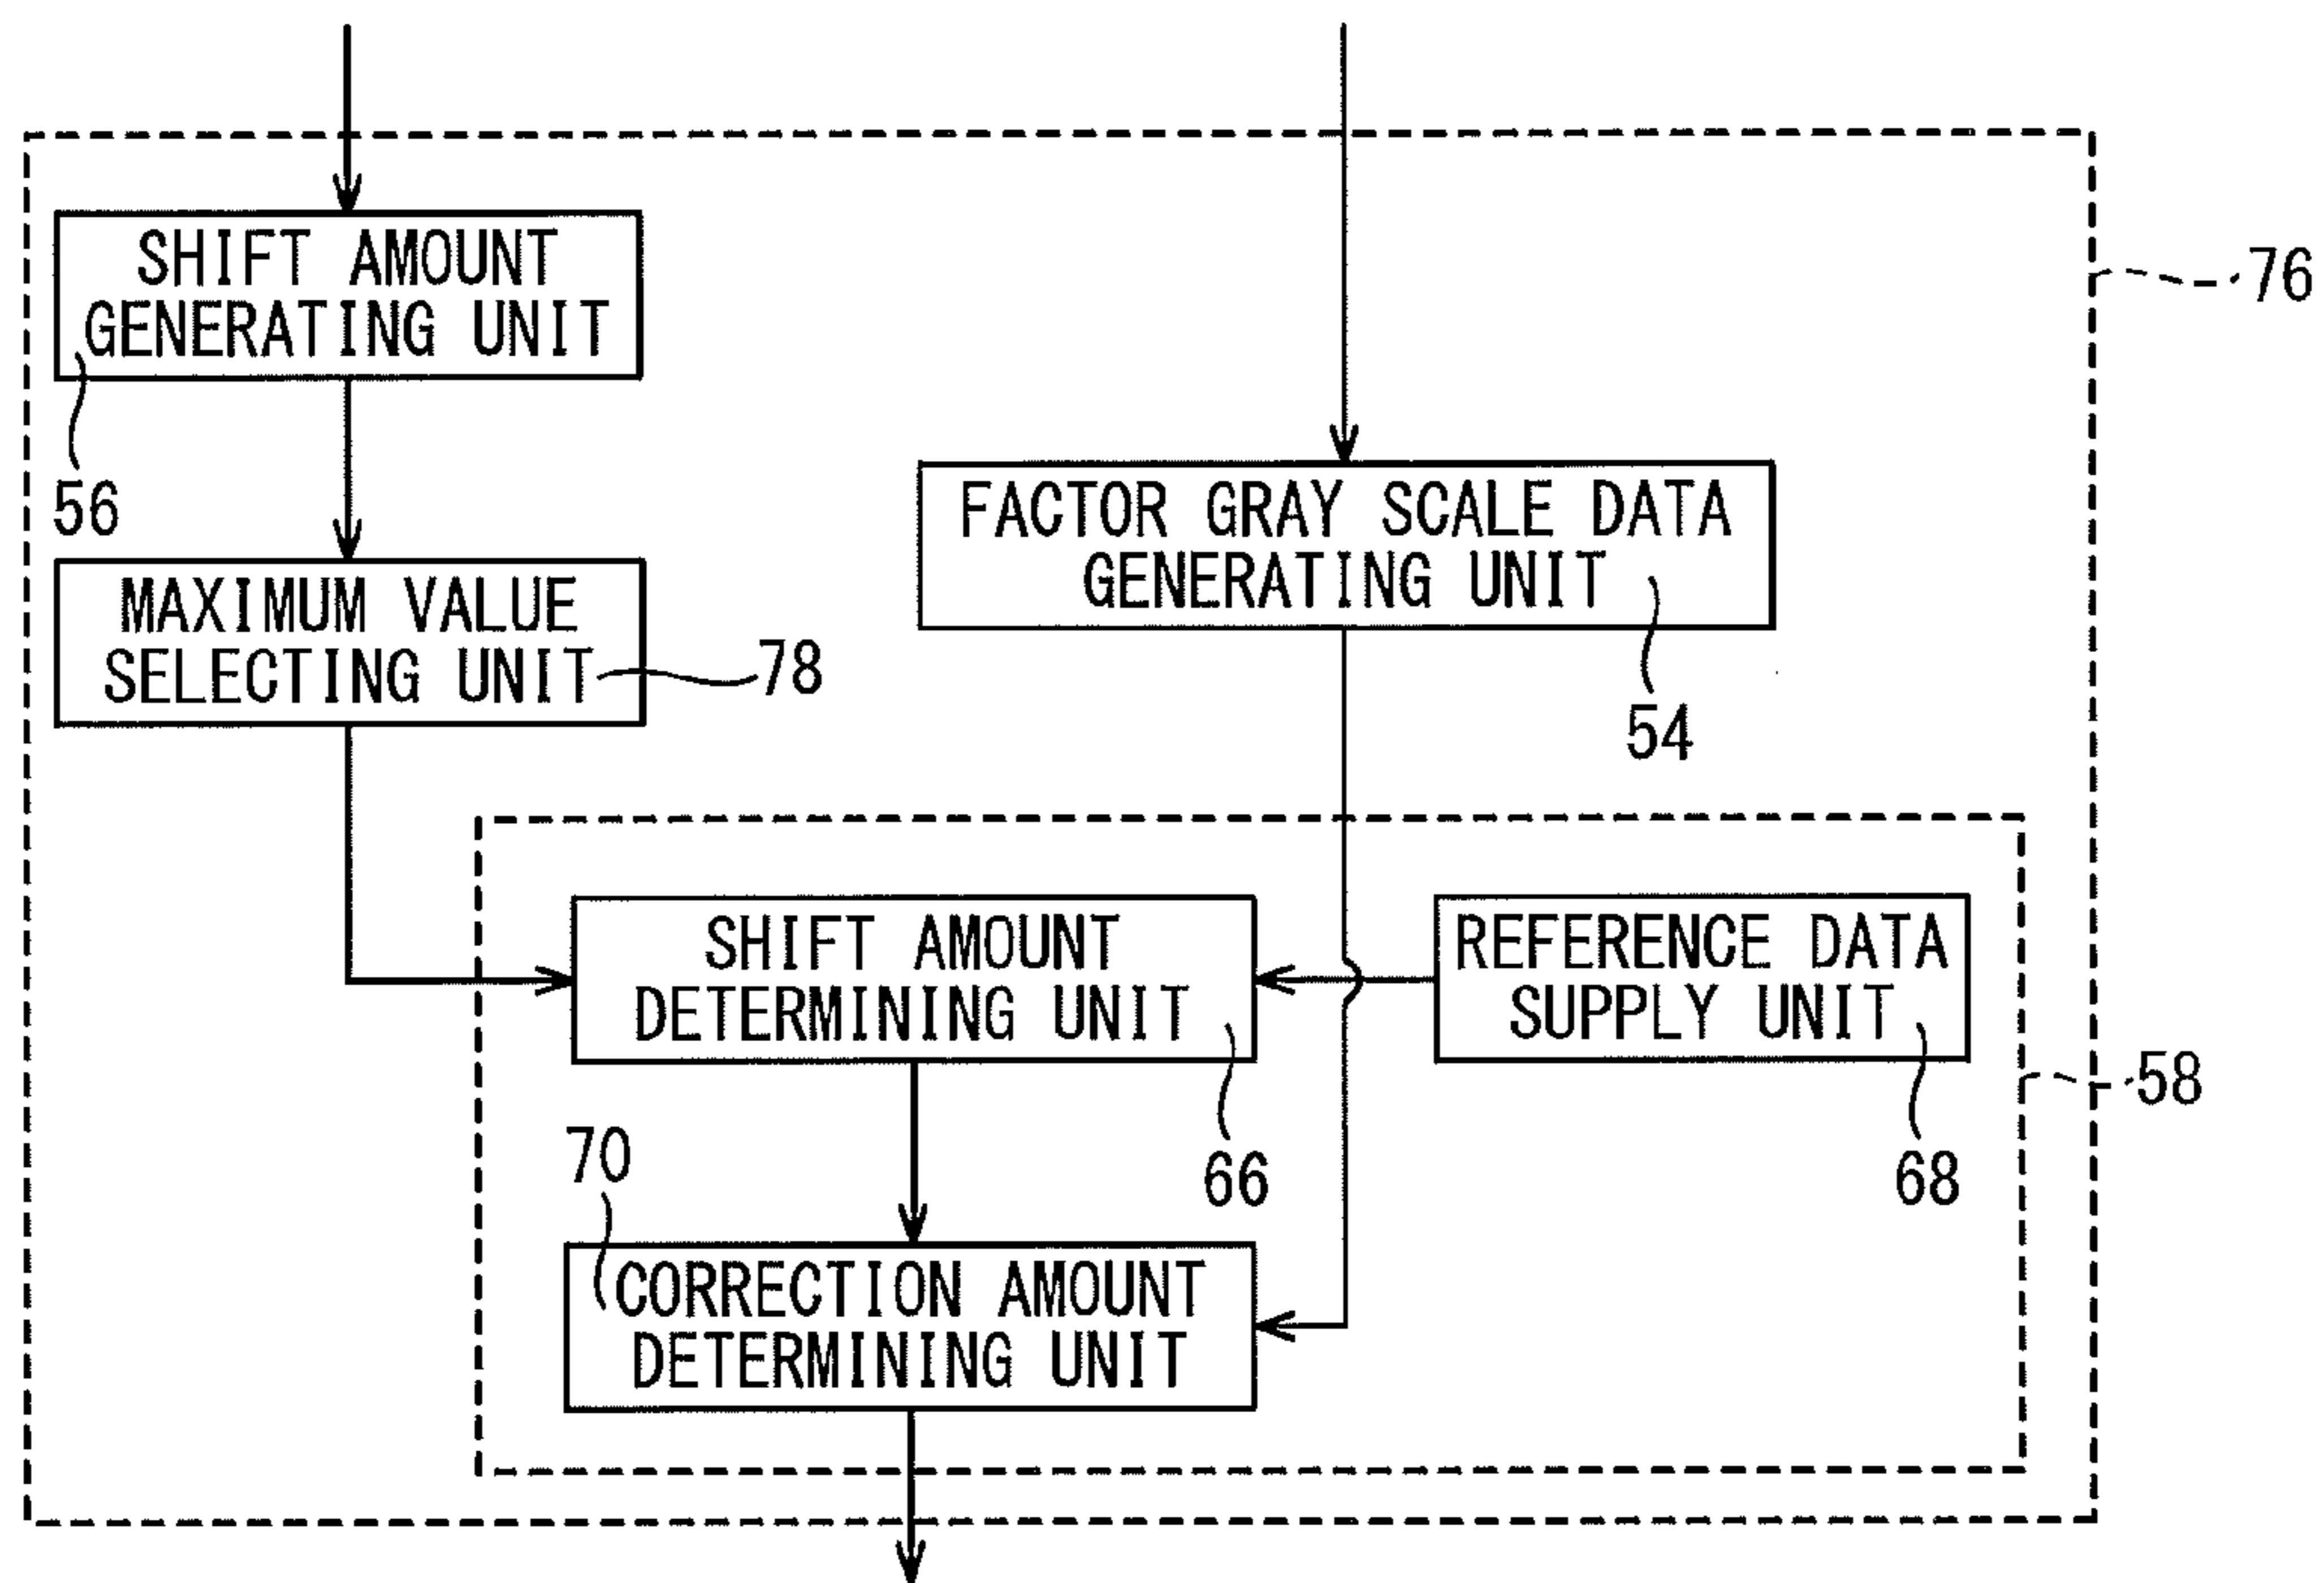 SHIFT AMOUNT
GENERATING UNIT
76
56
FACTOR GRAY SCALE DATA
GENERATING UNIT
MAXIMUM VALUE
SELECTING UNIT
78
54
SHIFT AMOUNT
DETERMINING UNIT
REFERENCE DATA
SUPPLY UNIT
58
70
66
68
CORRECTION AMOUNT
DETERMINING UNIT